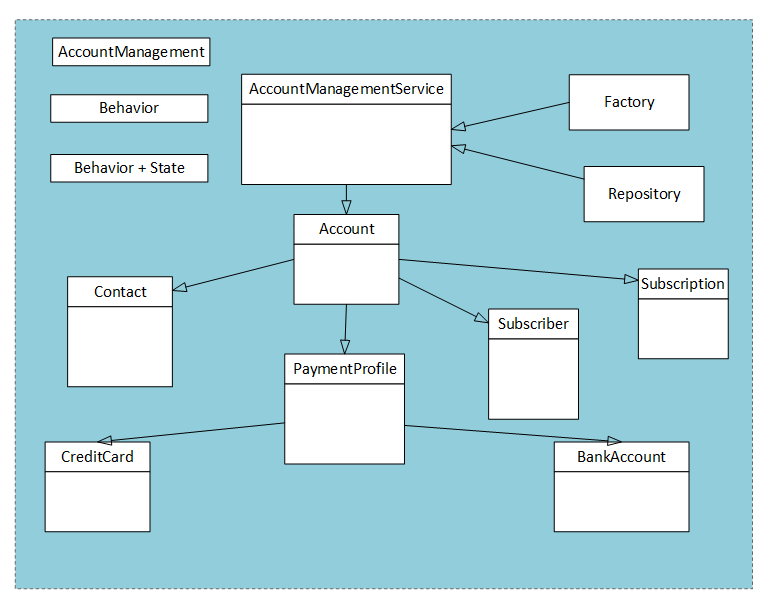 AccountManagement
AccountManagementService
Factory
Behavior
Behavior + State
Repository
Account
Contact
Subscription
Subscriber
PaymentProfile
CreditCard
BankAccount